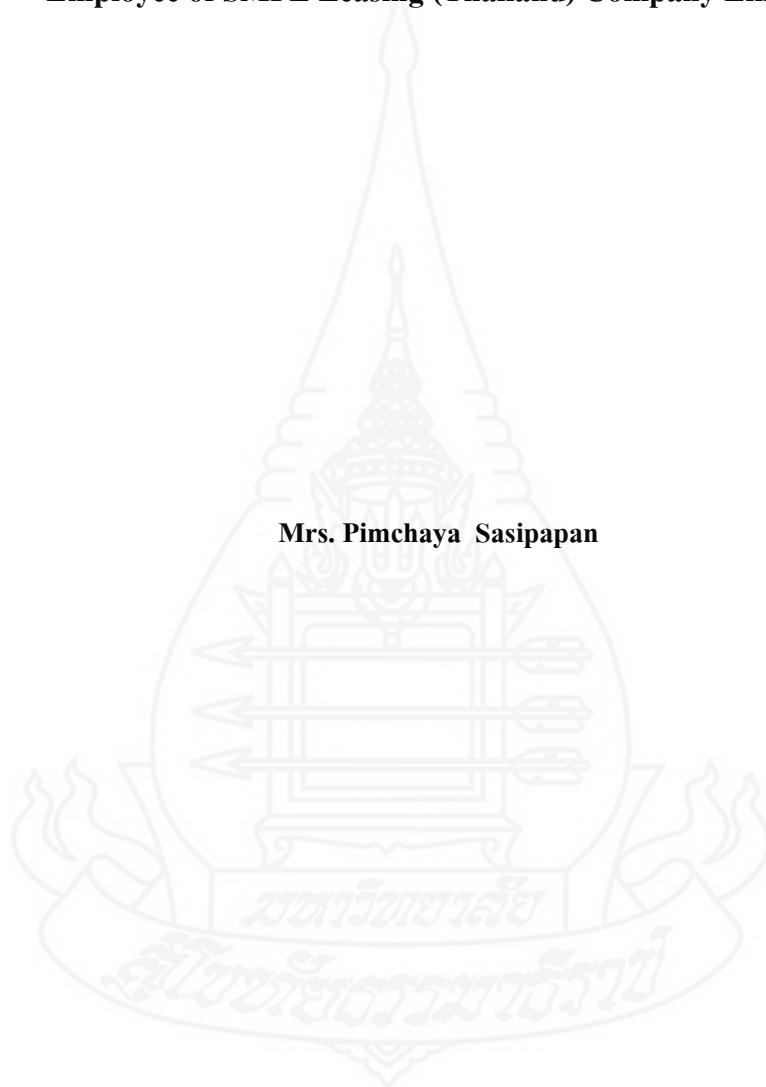 Employee of SMFL Leasing (Thailand) Company
Mrs. Pimchaya Sasipapan
มหาวิทยาลัย
สุโขทัยธรรมาธิราช